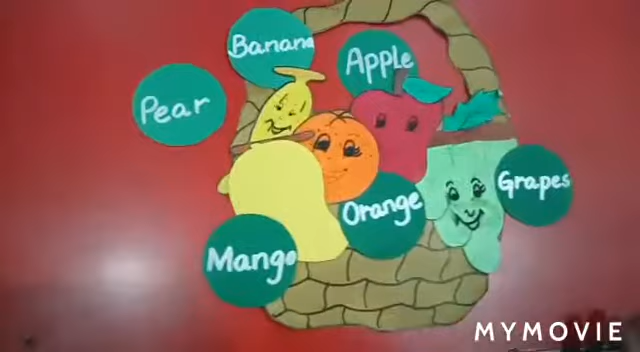 Banana
Apple
Pear
Grapes
Orange
Mango
MYMOVIE